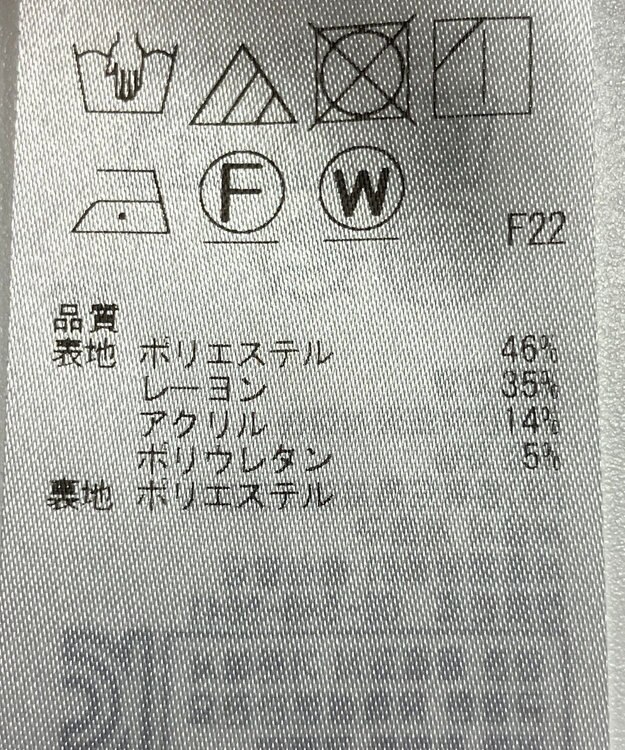 F W
F22
品質
表地 ポリエステル 46%
レーヨン 35%
アクリル 14%
ポリウレタン 5%
裏地 ポリエステル